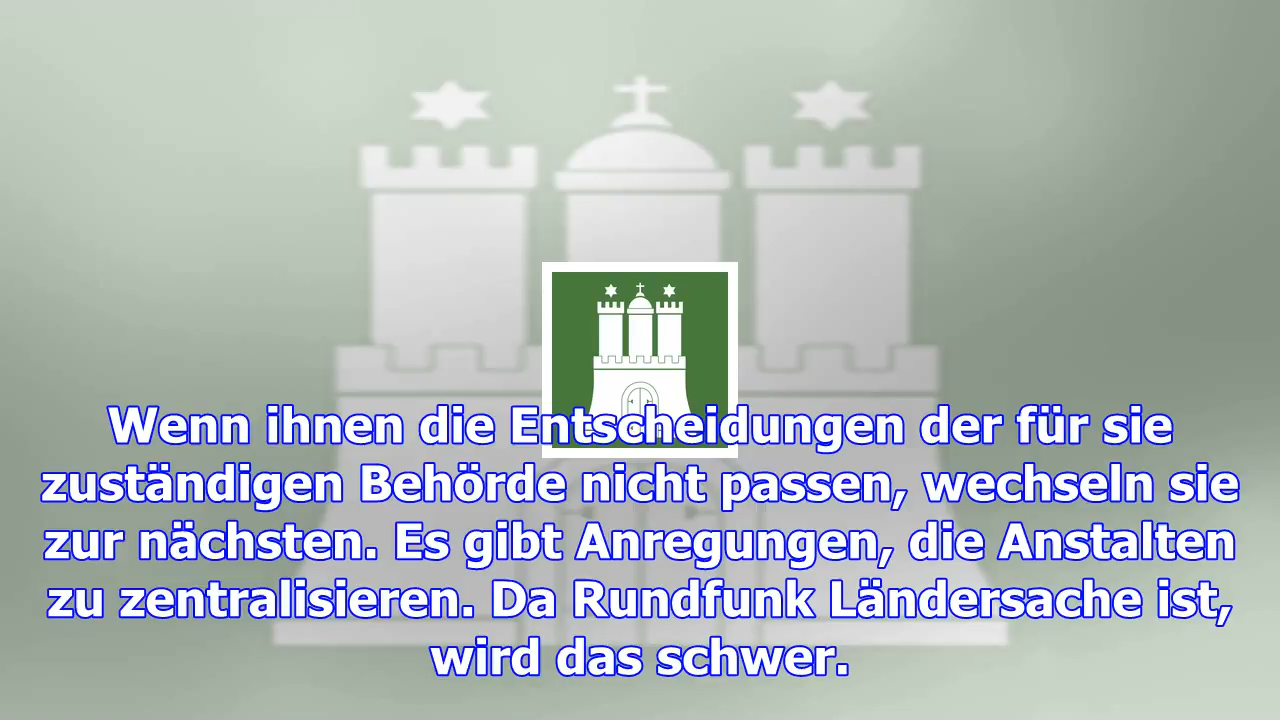 Wenn ihnen die Entscheidungen der für sie
zuständigen Behörde nicht passen, wechseln sie
zur nächsten. Es gibt Anregungen, die Anstalten
zu zentralisieren. Da Rundfunk Ländersache ist,
wird das schwer.